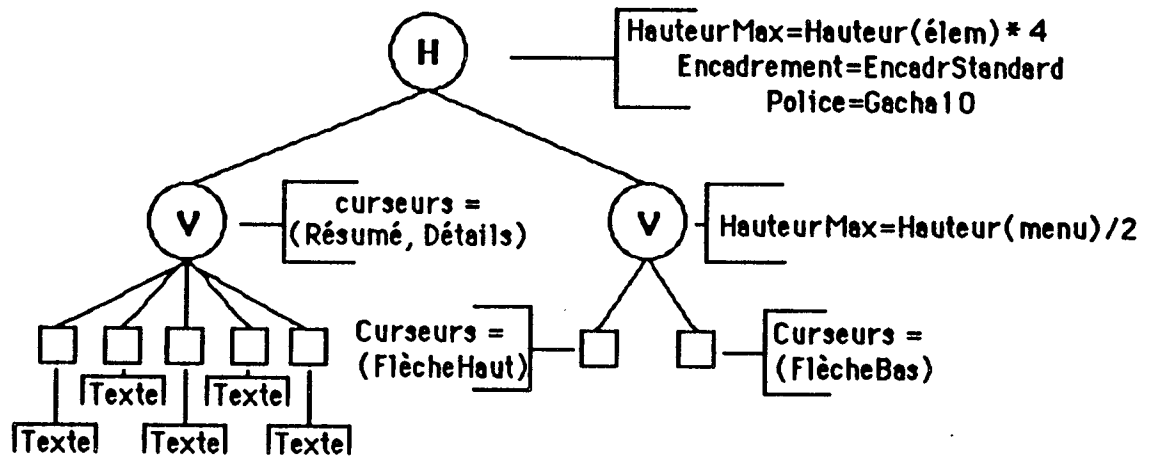 H
HauteurMax=Hauteur(élem)* 4
Encadrement=EncadrStandard
Police=Gacha10
V
curseurs =
(Résumé, Détails)
V
HauteurMax=Hauteur(menu)/2
Curseurs =
(FlècheHaut)
Curseurs =
(FlècheBas)
Texte
Texte
Texte
Texte
Texte